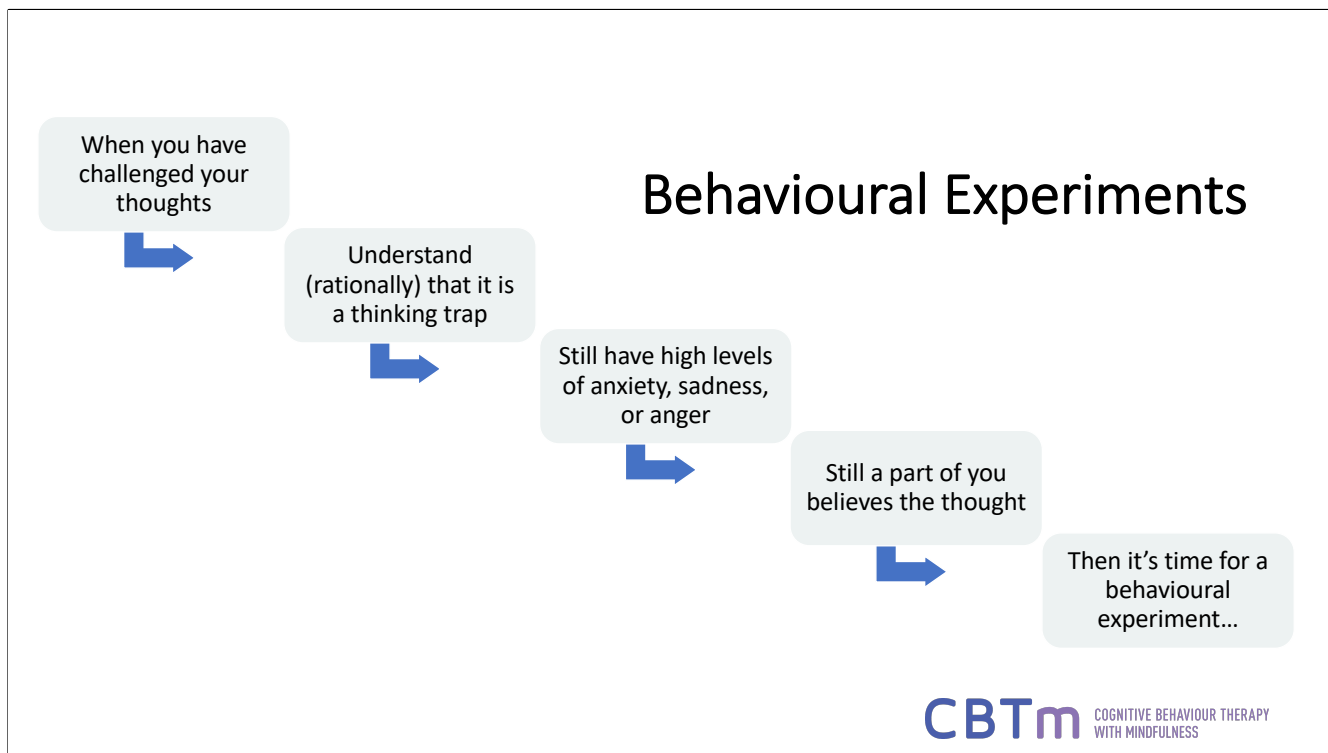 Behavioural Experiments
When you have
challenged your
thoughts
Understand
(rationally) that it is
a thinking trap
Still have high levels
of anxiety, sadness,
or anger
Still a part of you
believes the thought
Then it’s time for a
behavioural
experiment…
CBTm
COGNITIVE BEHAVIOUR THERAPY
WITH MINDFULNESS